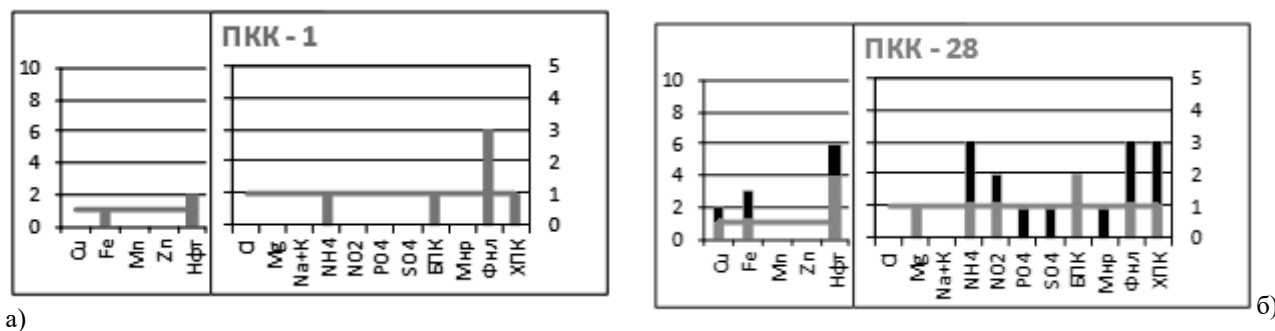 ПКК - 1
10
8
6
4
2
0
Cu
Fe
Mn
Zn
Нфт
5
4
3
2
1
0
Cl
Mg
Na+K
NH4
NO2
PO4
SO4
БПК
Мнр
Фнл
ХПК
а)
ПКК - 28
10
8
6
4
2
0
Cu
Fe
Mn
Zn
Нфт
5
4
3
2
1
0
Cl
Mg
Na+K
NH4
NO2
PO4
SO4
БПК
Мнр
Фнл
ХПК
б)